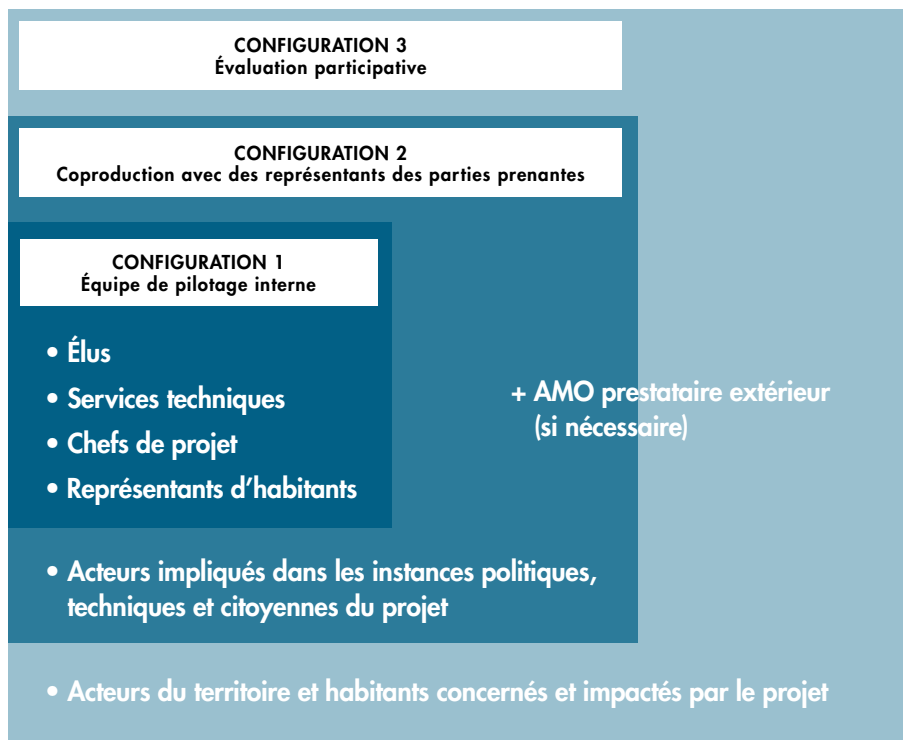 CONFIGURATION 3
Évaluation participative
CONFIGURATION 2
Coproduction avec des représentants des parties prenantes
CONFIGURATION 1
Équipe de pilotage interne
• Élus
• Services techniques
• Chefs de projet
• Représentants d’habitants
+ AMO prestataire extérieur
(si nécessaire)
• Acteurs impliqués dans les instances politiques,
techniques et citoyennes du projet
• Acteurs du territoire et habitants concernés et impactés par le projet